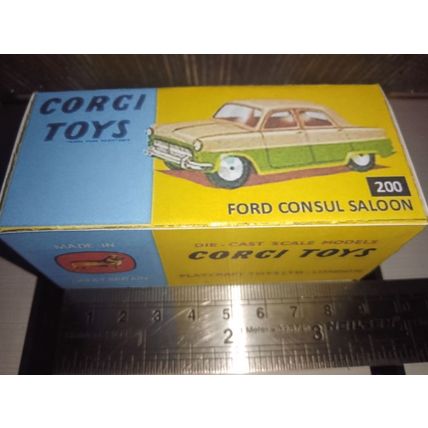 CORGI
TOYS
200
FORD CONSUL SALOON
MADE IN
DIE-CAST SCALE MODELS
CORGI TOYS
PLAYCRAFT TOYS LTD. LONDON
1 2 3 4 5 6 7 8 9
1 2 3